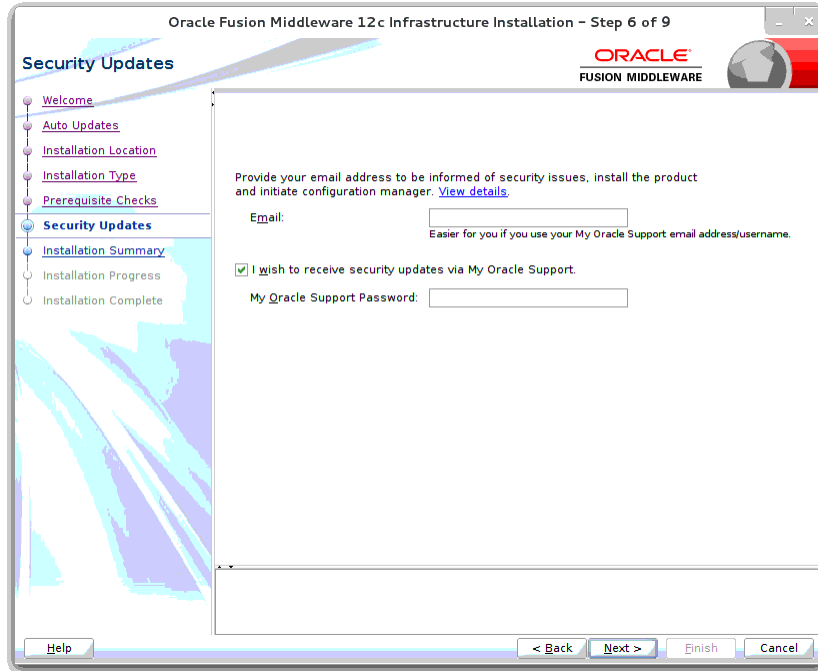 Oracle Fusion Middleware 12c Infrastructure Installation – Step 6 of 9
Security Updates
ORACLE
FUSION MIDDLEWARE
Welcome
Auto Updates
Installation Location
Installation Type
Prerequisite Checks
Security Updates
Installation Summary
Installation Progress
Installation Complete
Provide your email address to be informed of security issues, install the product
and initiate configuration manager. View details.
Email:
Easier for you if you use your My Oracle Support email address/username.
I wish to receive security updates via My Oracle Support.
My Oracle Support Password:
Help
< Back
Next >
Finish
Cancel